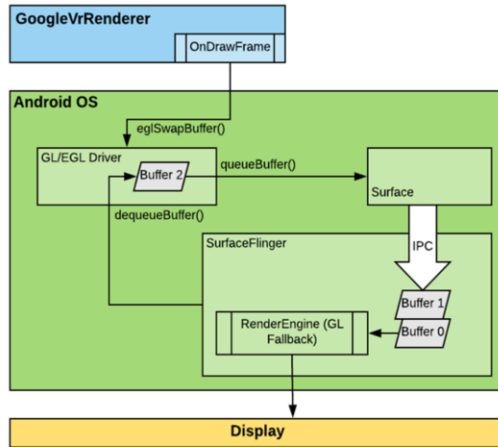 GoogleVrRenderer
OnDrawFrame
Android OS
eglSwapBuffer()
GL/EGL Driver
Buffer 2
queueBuffer()
Surface
dequeueBuffer()
SurfaceFlinger
IPC
Buffer 1
Buffer 0
RenderEngine (GL
Fallback)
Display